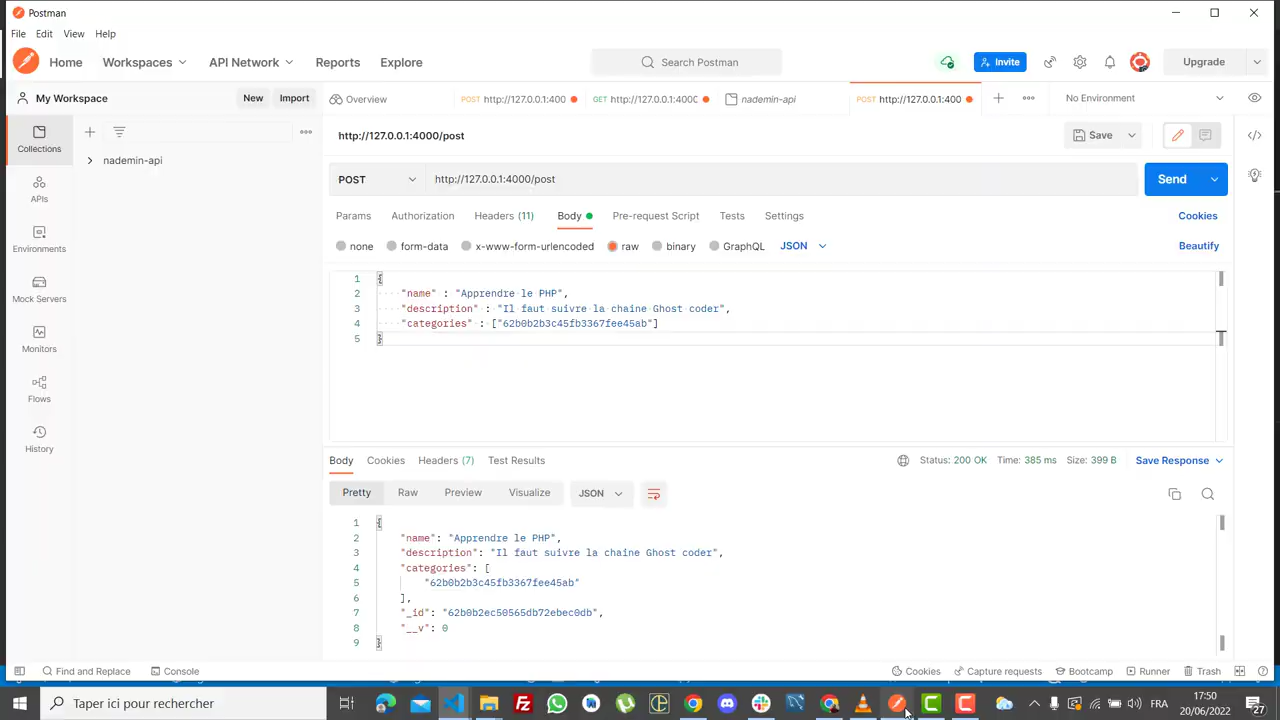 Postman
File Edit View Help
Home Workspaces API Network Reports Explore Search Postman Invite Upgrade
My Workspace New Import Overview POST http://127.0.0.1:400 GET http://127.0.0.1:400 nademin-api POST http://127.0.0.1:400 No Environment
Collections
nademin-api
APIs
Environments
Mock Servers
Monitors
Flows
History
http://127.0.0.1:4000/post Save
POST http://127.0.0.1:4000/post Send
Params Authorization Headers (11) Body Pre-request Script Tests Settings Cookies
none form-data x-www-form-urlencoded raw binary GraphQL JSON Beautify
1 {
2 "name" : "Apprendre le PHP",
3 "description" : "Il faut suivre la chaine Ghost coder",
4 "categories" : ["62b0b2b3c45fb3367fee45ab"]
5 }
Body Cookies Headers (7) Test Results Status: 200 OK Time: 385 ms Size: 399 B Save Response
Pretty Raw Preview Visualize JSON
1 {
2 "name": "Apprendre le PHP",
3 "description": "Il faut suivre la chaine Ghost coder",
4 "categories": [
5 "62b0b2b3c45fb3367fee45ab"
6 ],
7 "_id": "62b0b2ec50565db72ebec0db",
8 "__v": 0
9 }
Find and Replace Console Cookies Capture requests Bootcamp Runner Trash
Taper ici pour rechercher FRA 17:50
20/06/2022 27